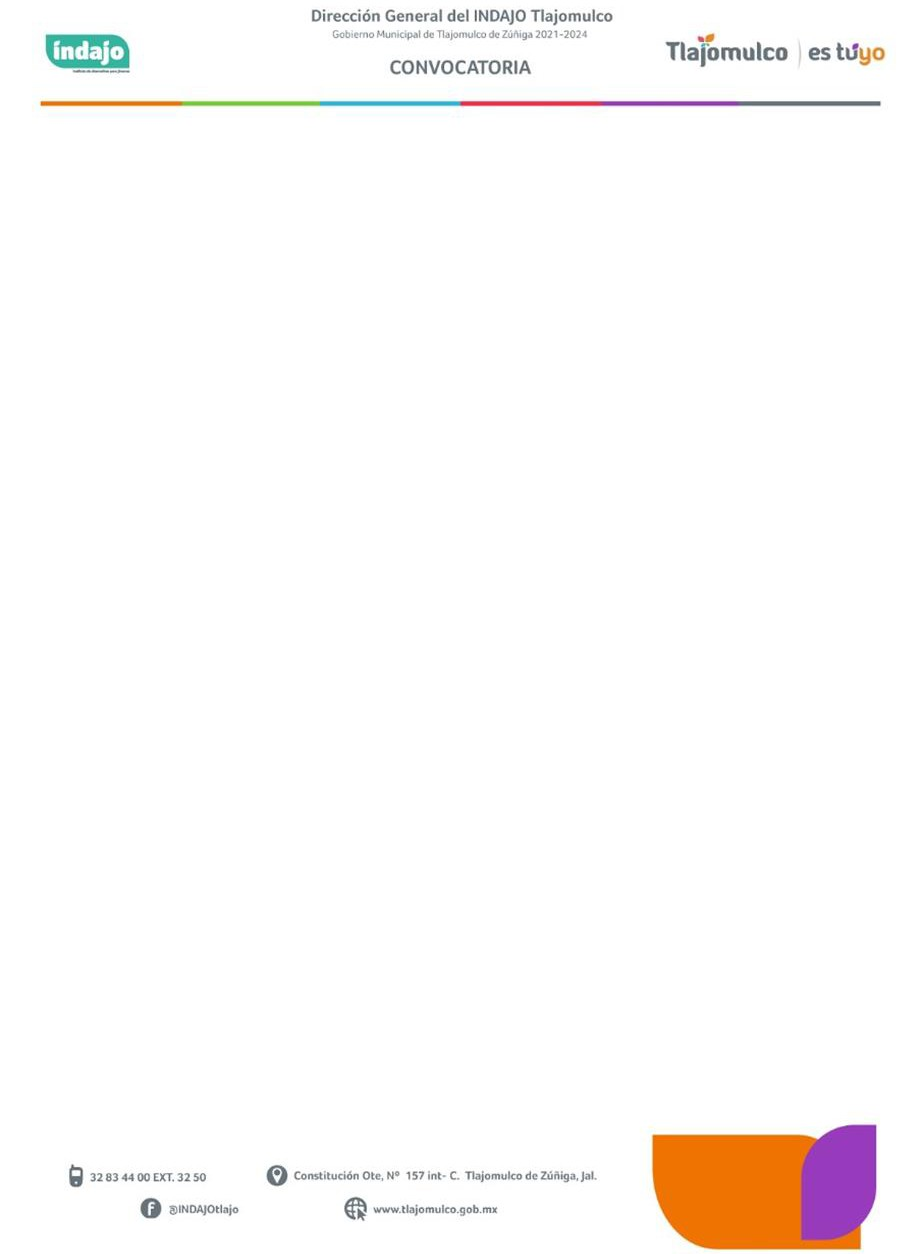 Dirección General del INDAJO Tlajomulco
Gobierno Municipal de Tlajomulco de Zúñiga 2021-2024
indajo
Tlajomulco es tuyo
CONVOCATORIA
32 83 44 00 EXT. 32 50
Constitución Ote, Nº 157 int- C. Tlajomulco de Zúñiga, Jal.
@INDAJOtlajo
www.tlajomulco.gob.mx